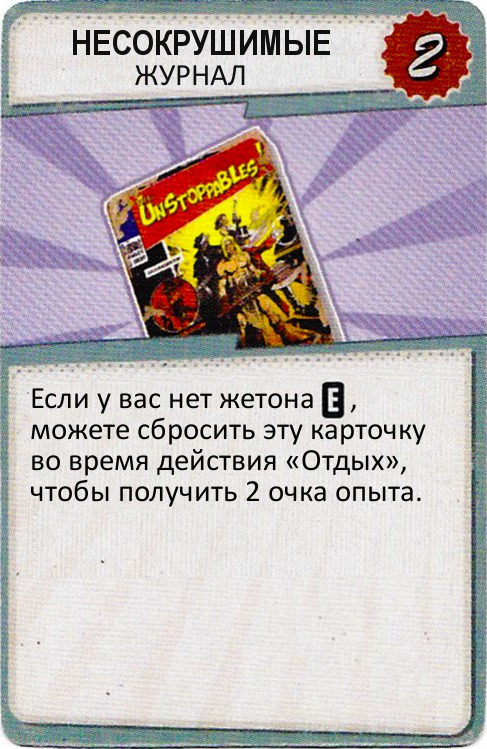 НЕСОКРУШИМЫЕ
ЖУРНАЛ
2
UNSTOPPABLES!
Если у вас нет жетона E,
можете сбросить эту карточку
во время действия «Отдых»,
чтобы получить 2 очка опыта.